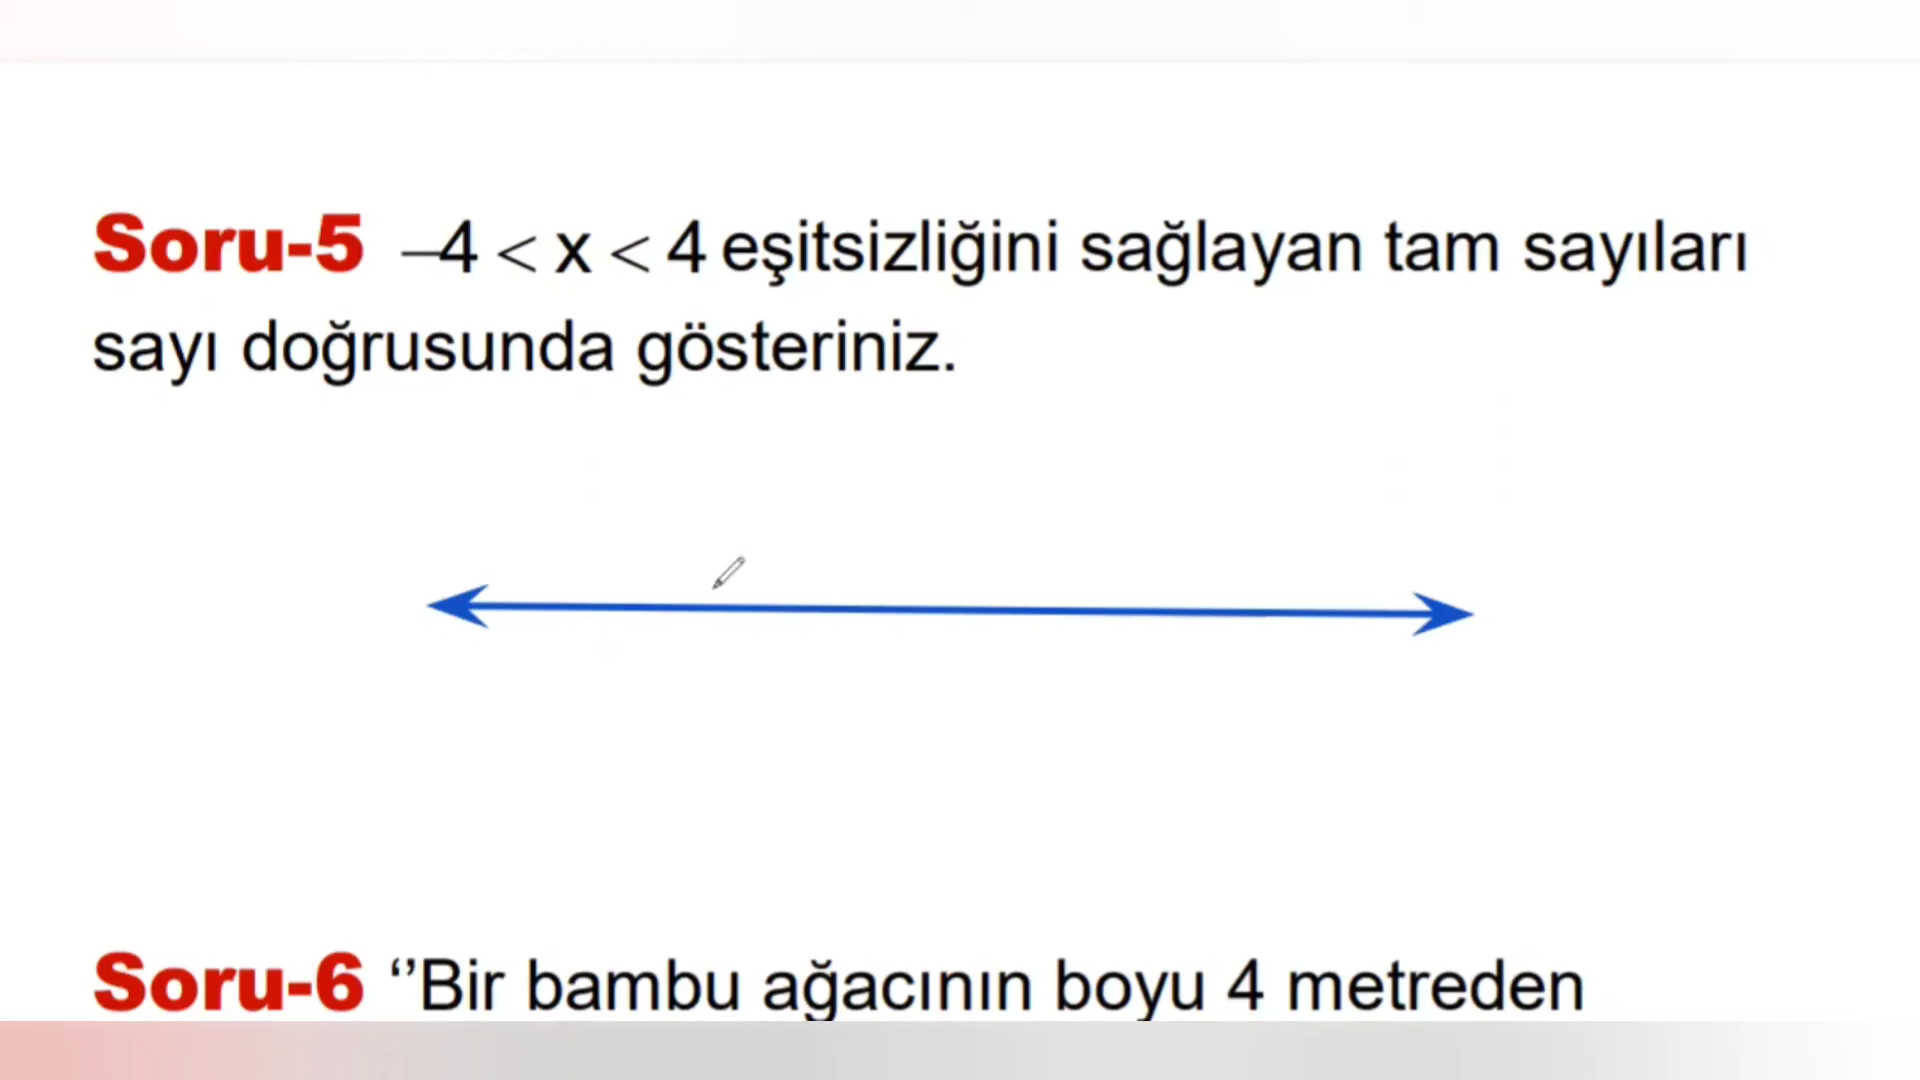 Soru-5 –4 < x < 4 eşitsizliğini sağlayan tam sayıları
sayı doğrusunda gösteriniz.
Soru-6 ‘’Bir bambu ağacının boyu 4 metreden